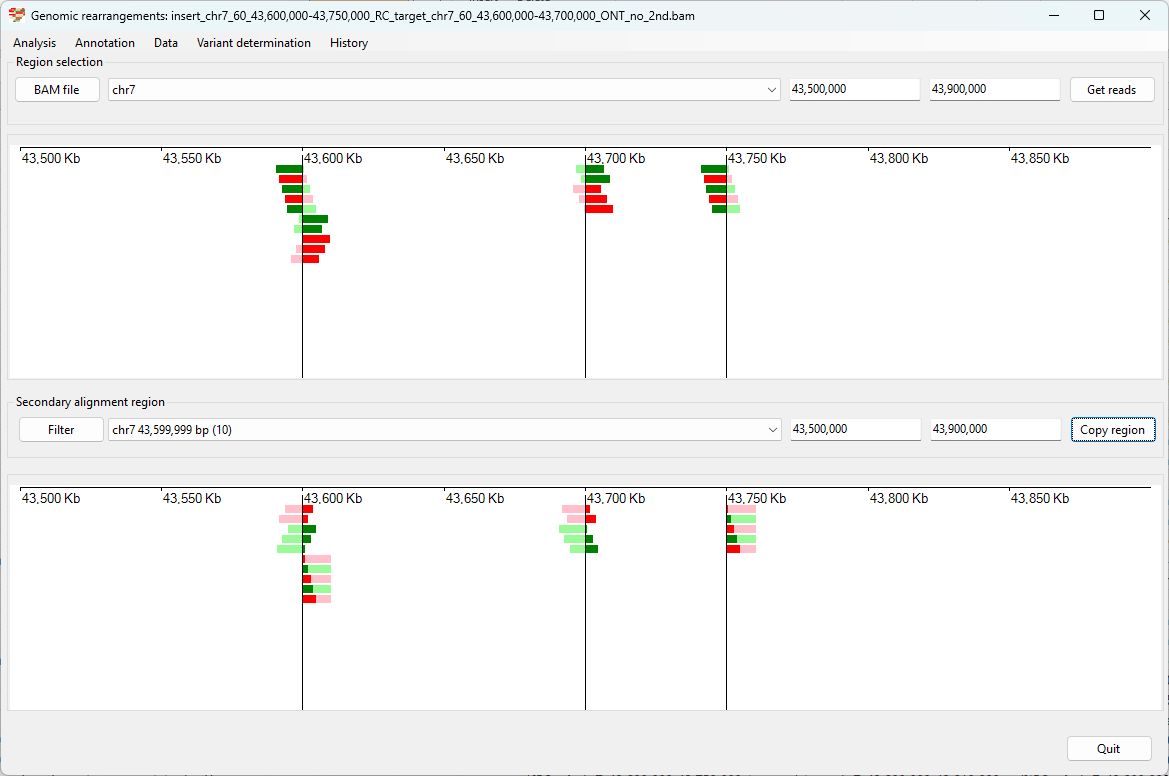 Genomic rearrangements: insert_chr7_60_43,600,000-43,750,000_RC_target_chr7_60_43,600,000-43,700,000_ONT_no_2nd.bam
Analysis Annotation Data Variant determination History
Region selection
BAM file chr7 43,500,000 43,900,000 Get reads
43,500 Kb 43,550 Kb 43,600 Kb 43,650 Kb 43,700 Kb 43,750 Kb 43,800 Kb 43,850 Kb
Secondary alignment region
Filter chr7 43,599,999 bp (10) 43,500,000 43,900,000 Copy region
43,500 Kb 43,550 Kb 43,600 Kb 43,650 Kb 43,700 Kb 43,750 Kb 43,800 Kb 43,850 Kb
Quit